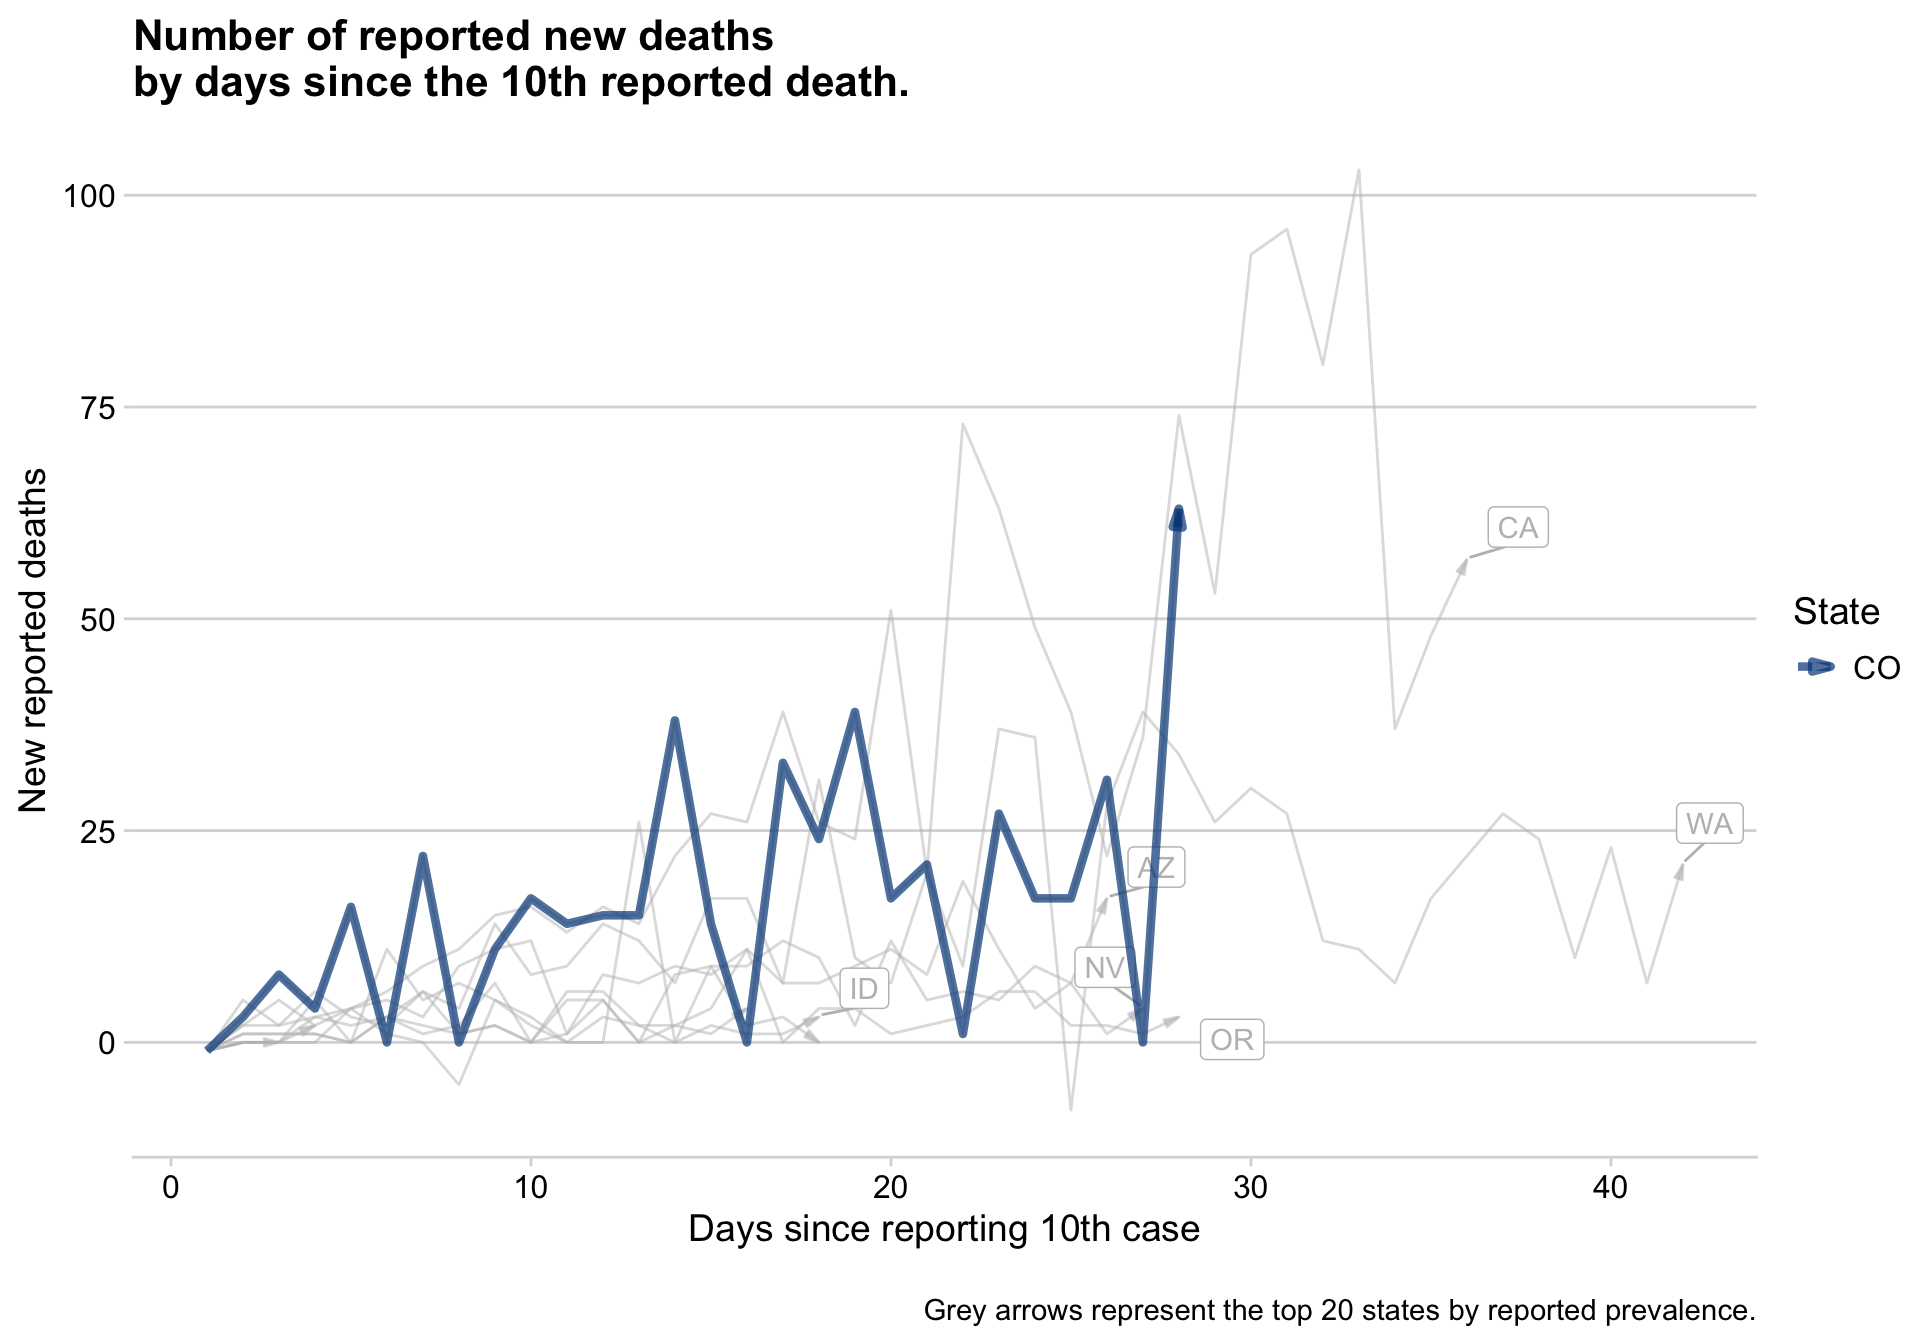 Number of reported new deaths
by days since the 10th reported death.
New reported deaths
100
75
50
25
0
CA
WA
AZ
NV
ID
OR
State
CO
0 10 20 30 40
Days since reporting 10th case
Grey arrows represent the top 20 states by reported prevalence.